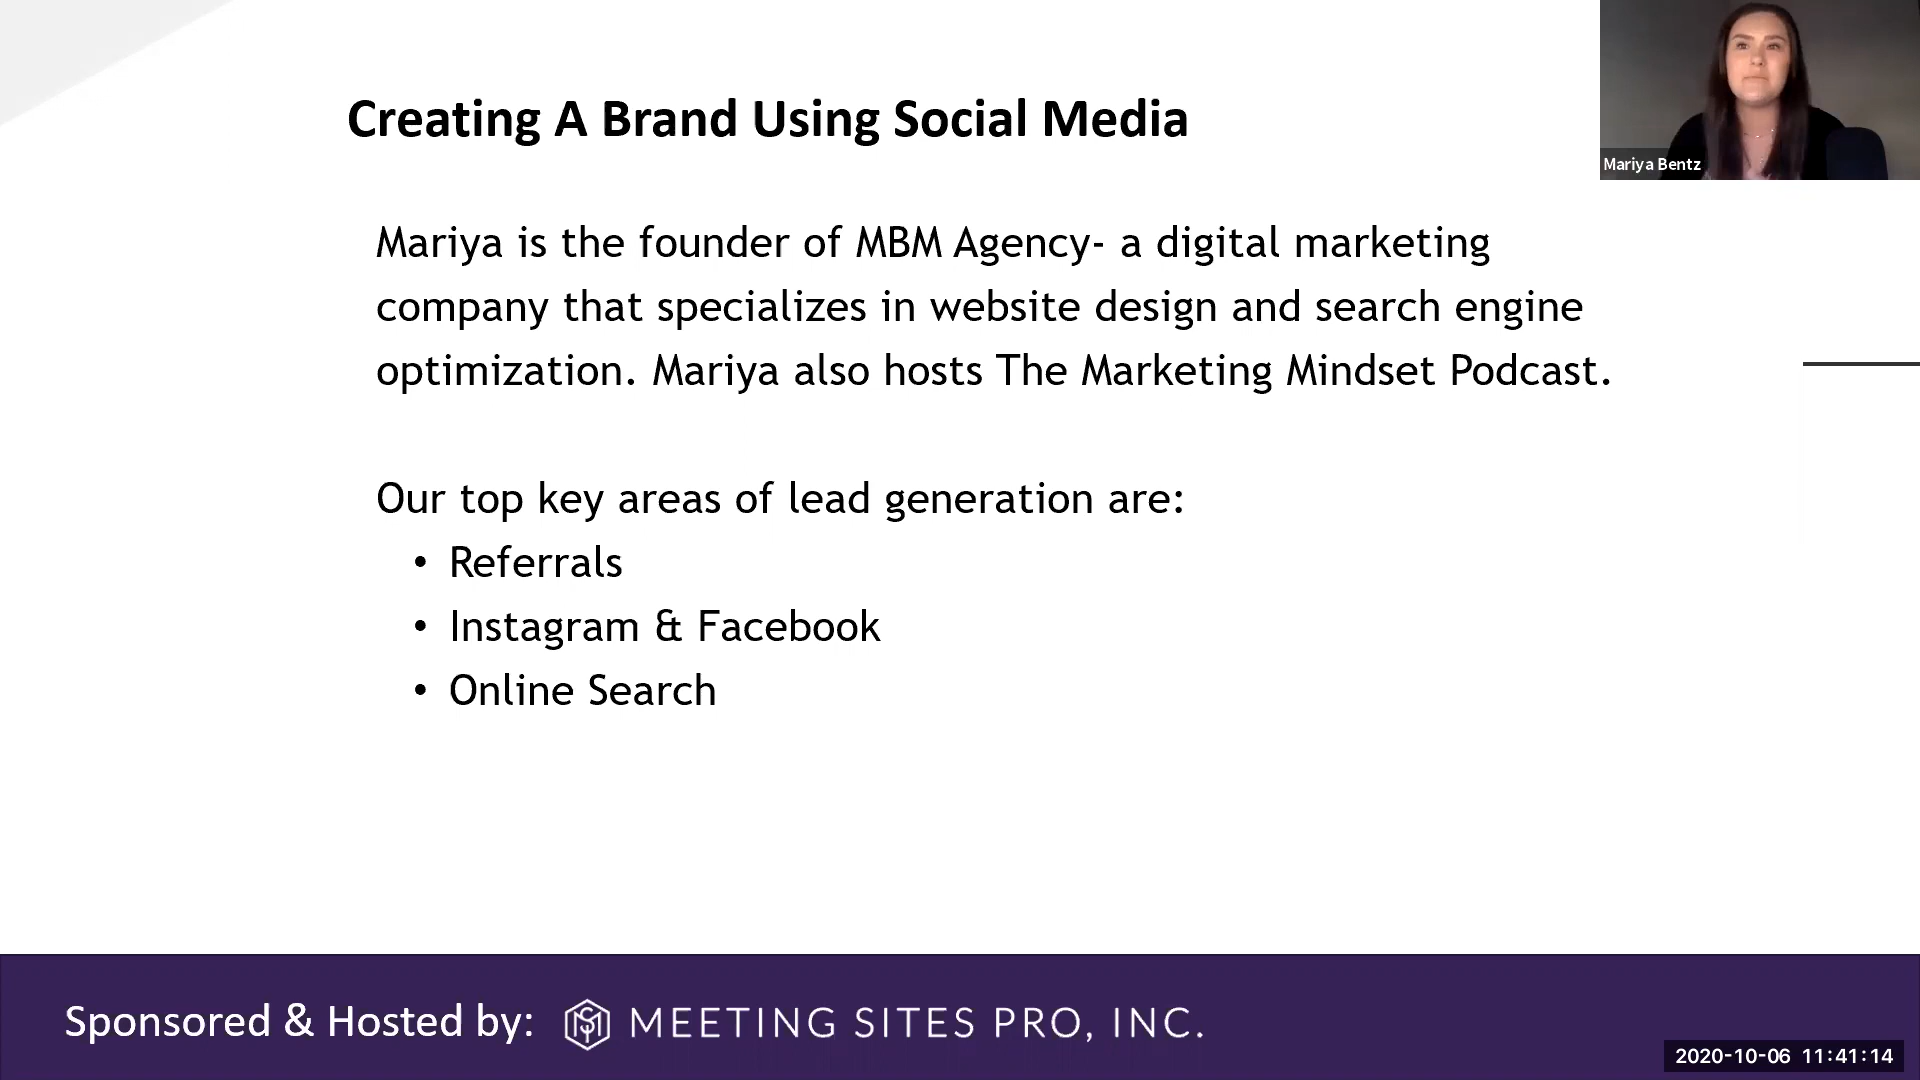 Creating A Brand Using Social Media
Mariya Bentz
Mariya is the founder of MBM Agency- a digital marketing
company that specializes in website design and search engine
optimization. Mariya also hosts The Marketing Mindset Podcast.
Our top key areas of lead generation are:
• Referrals
• Instagram & Facebook
• Online Search
Sponsored & Hosted by: MEETING SITES PRO, INC.
2020-10-06 11:41:14